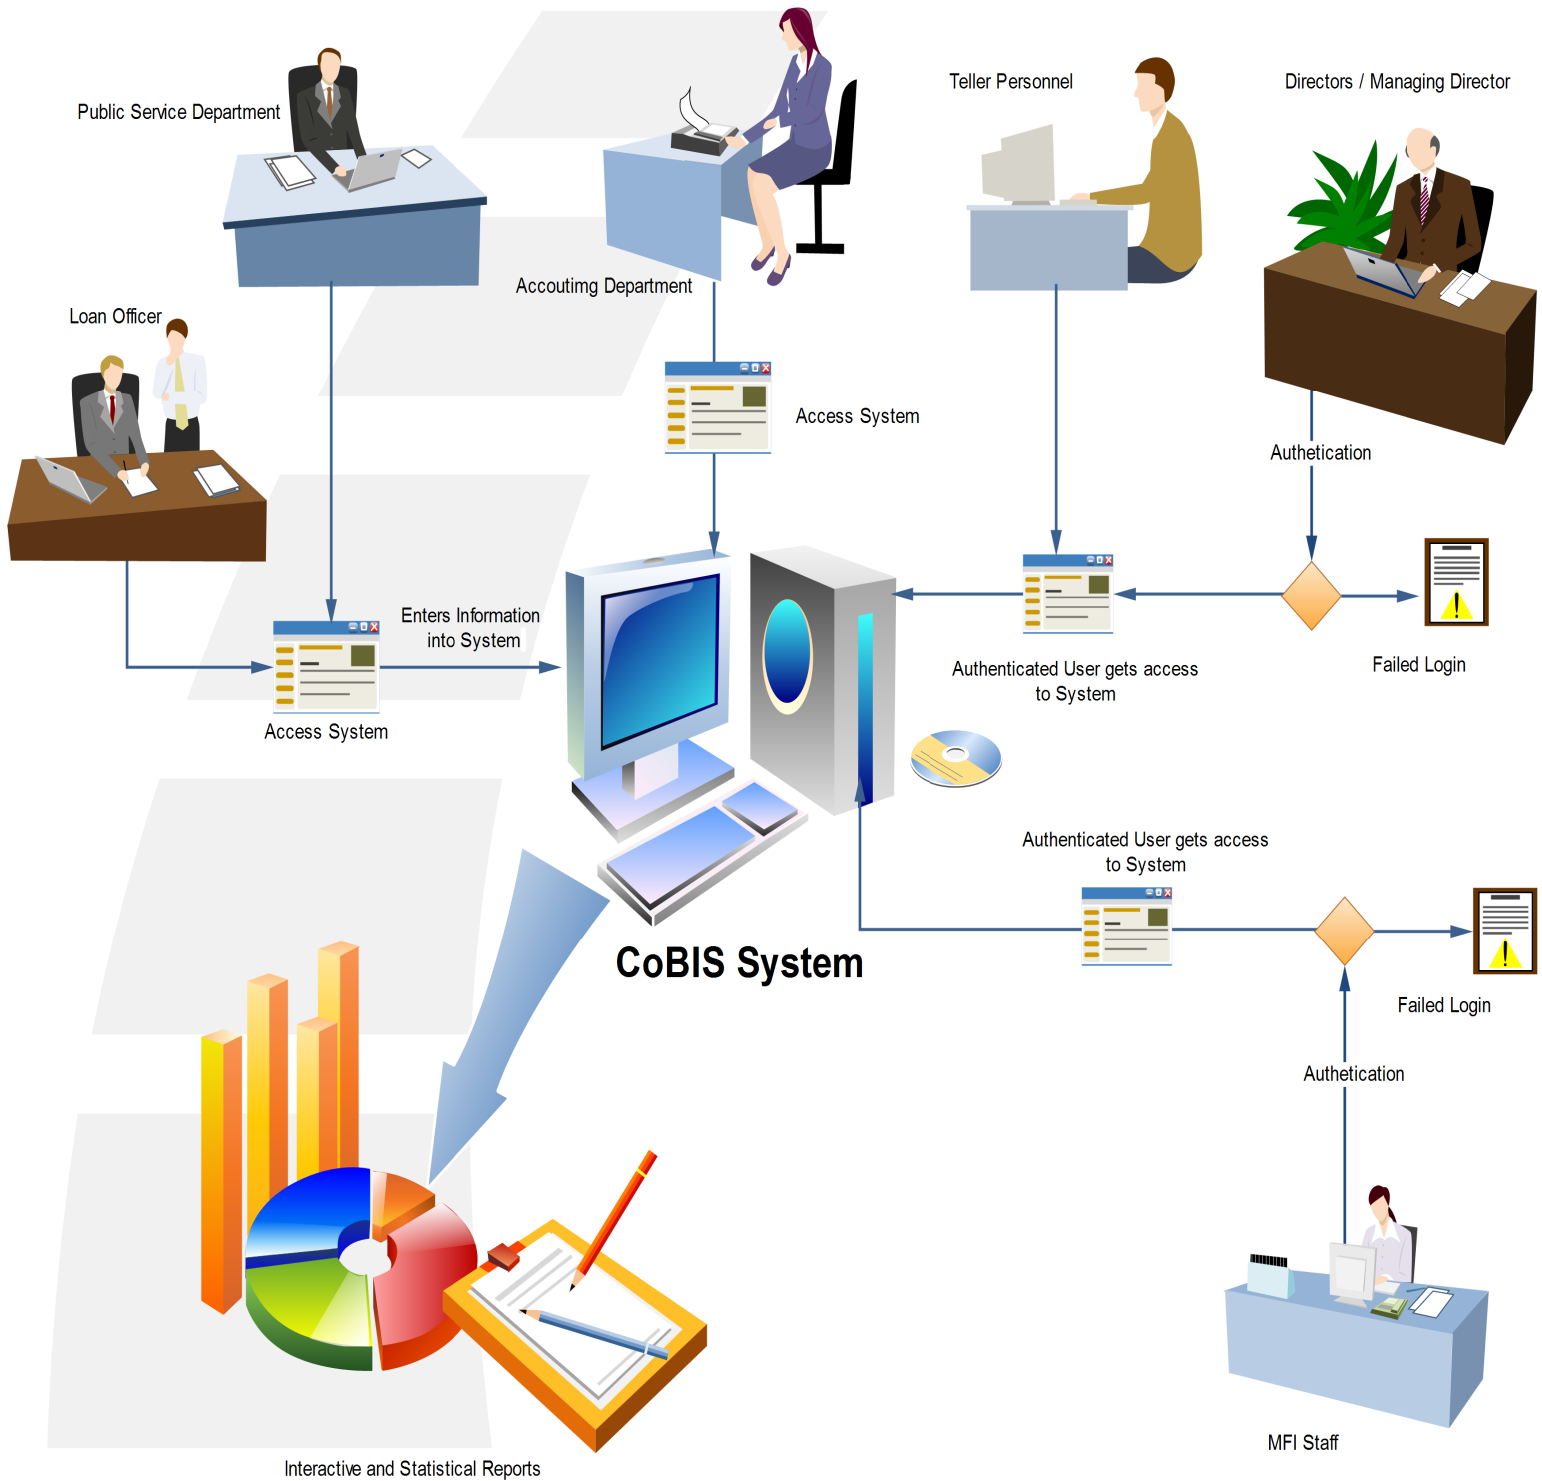 Public Service Department
Teller Personnel
Directors / Managing Director
Accoutimg Department
Loan Officer
Access System
Authetication
Enters Information
into System
Access System
Authenticated User gets access
to System
Failed Login
Authenticated User gets access
to System
CoBIS System
Failed Login
Authetication
MFI Staff
Interactive and Statistical Reports